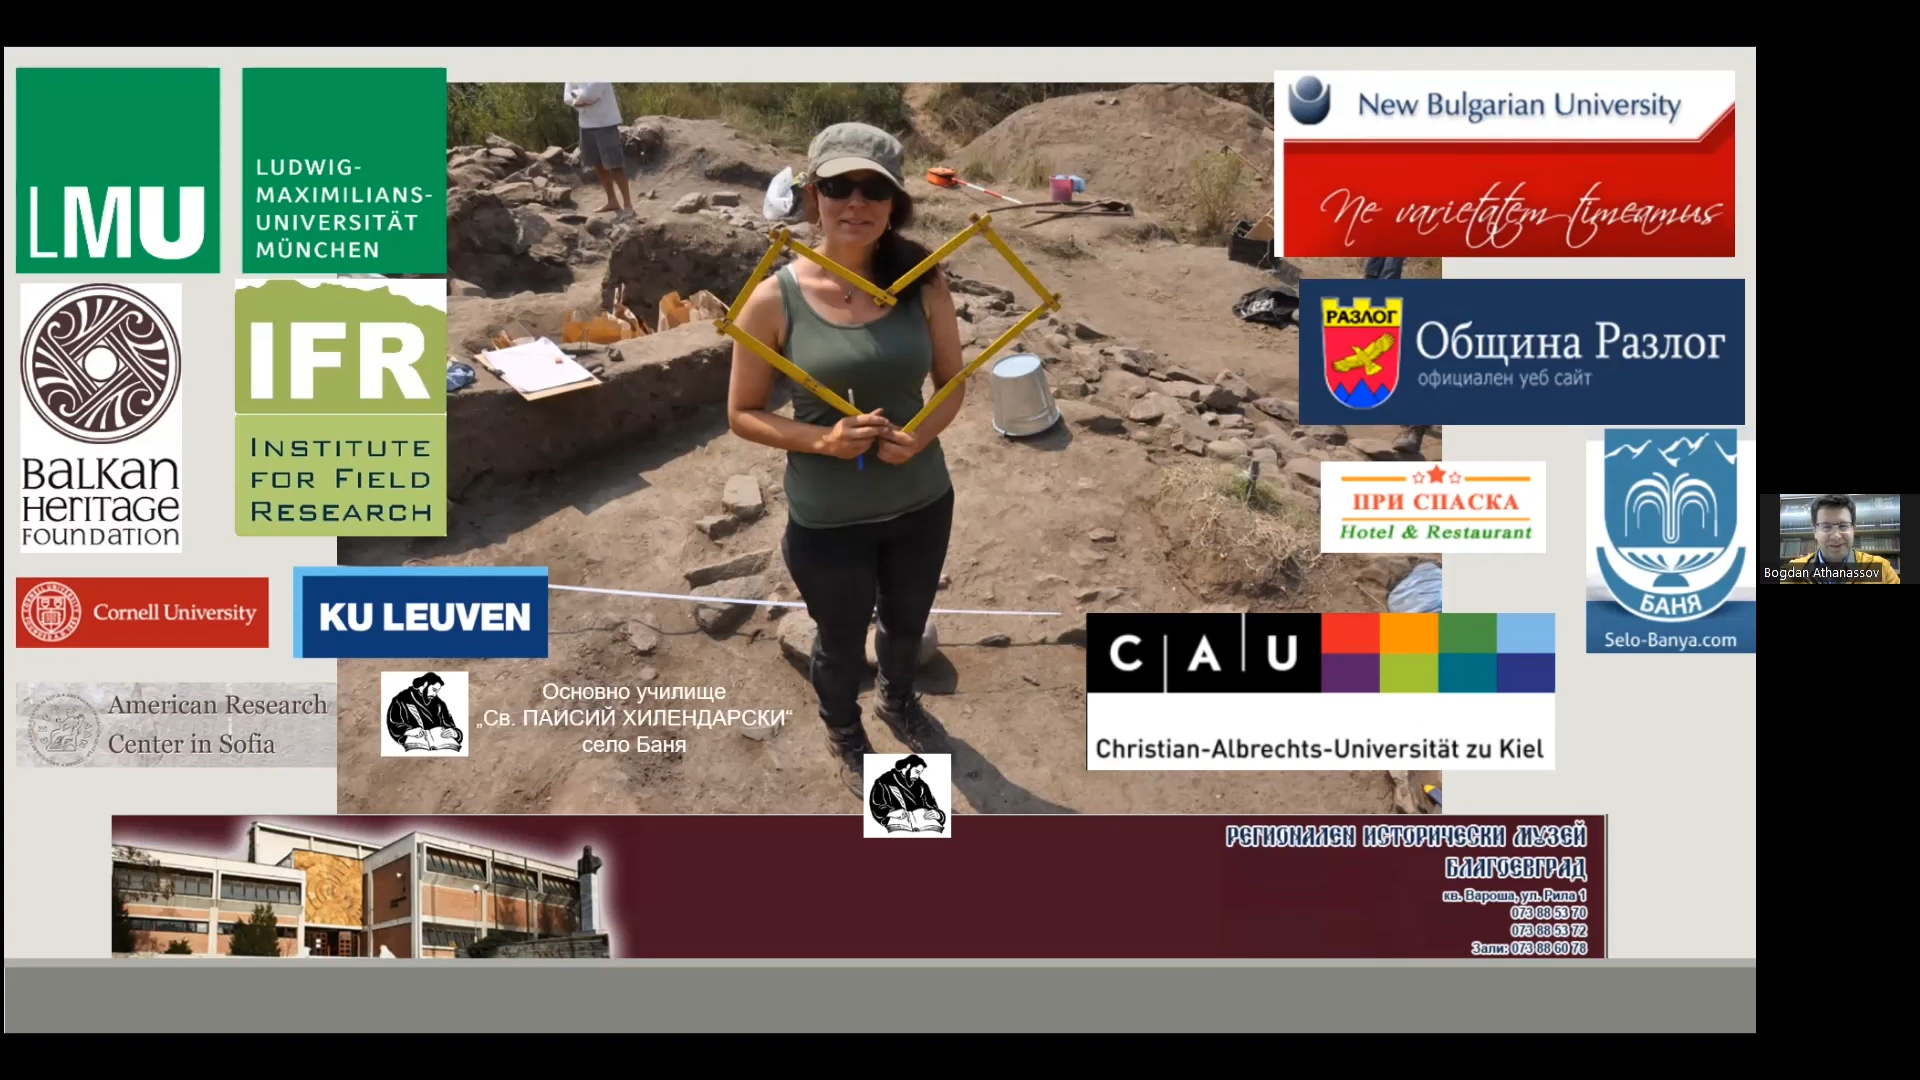 LMU
LUDWIG-
MAXIMILIANS-
UNIVERSITÄT
MÜNCHEN
New Bulgarian University
Ne varietatem timeamus
BALKAN
HERITAGE
FOUNDATION
IFR
INSTITUTE
FOR FIELD
RESEARCH
РАЗЛОГ
Община Разлог
официален уеб сайт
ПРИ СПАСКА
Hotel & Restaurant
БАНЯ
Selo-Banya.com
Bogdan Athanassov
Cornell University
KU LEUVEN
C A U
Christian-Albrechts-Universität zu Kiel
American Research
Center in Sofia
Основно училище
„Св. ПАИСИЙ ХИЛЕНДАРСКИ“
село Баня
РЕГИОНАЛЕН ИСТОРИЧЕСКИ МУЗЕЙ
БЛАГОЕВГРАД
кв. Вароша, ул. Рила 1
073 88 53 70
073 88 53 72
Зали: 073 88 60 78